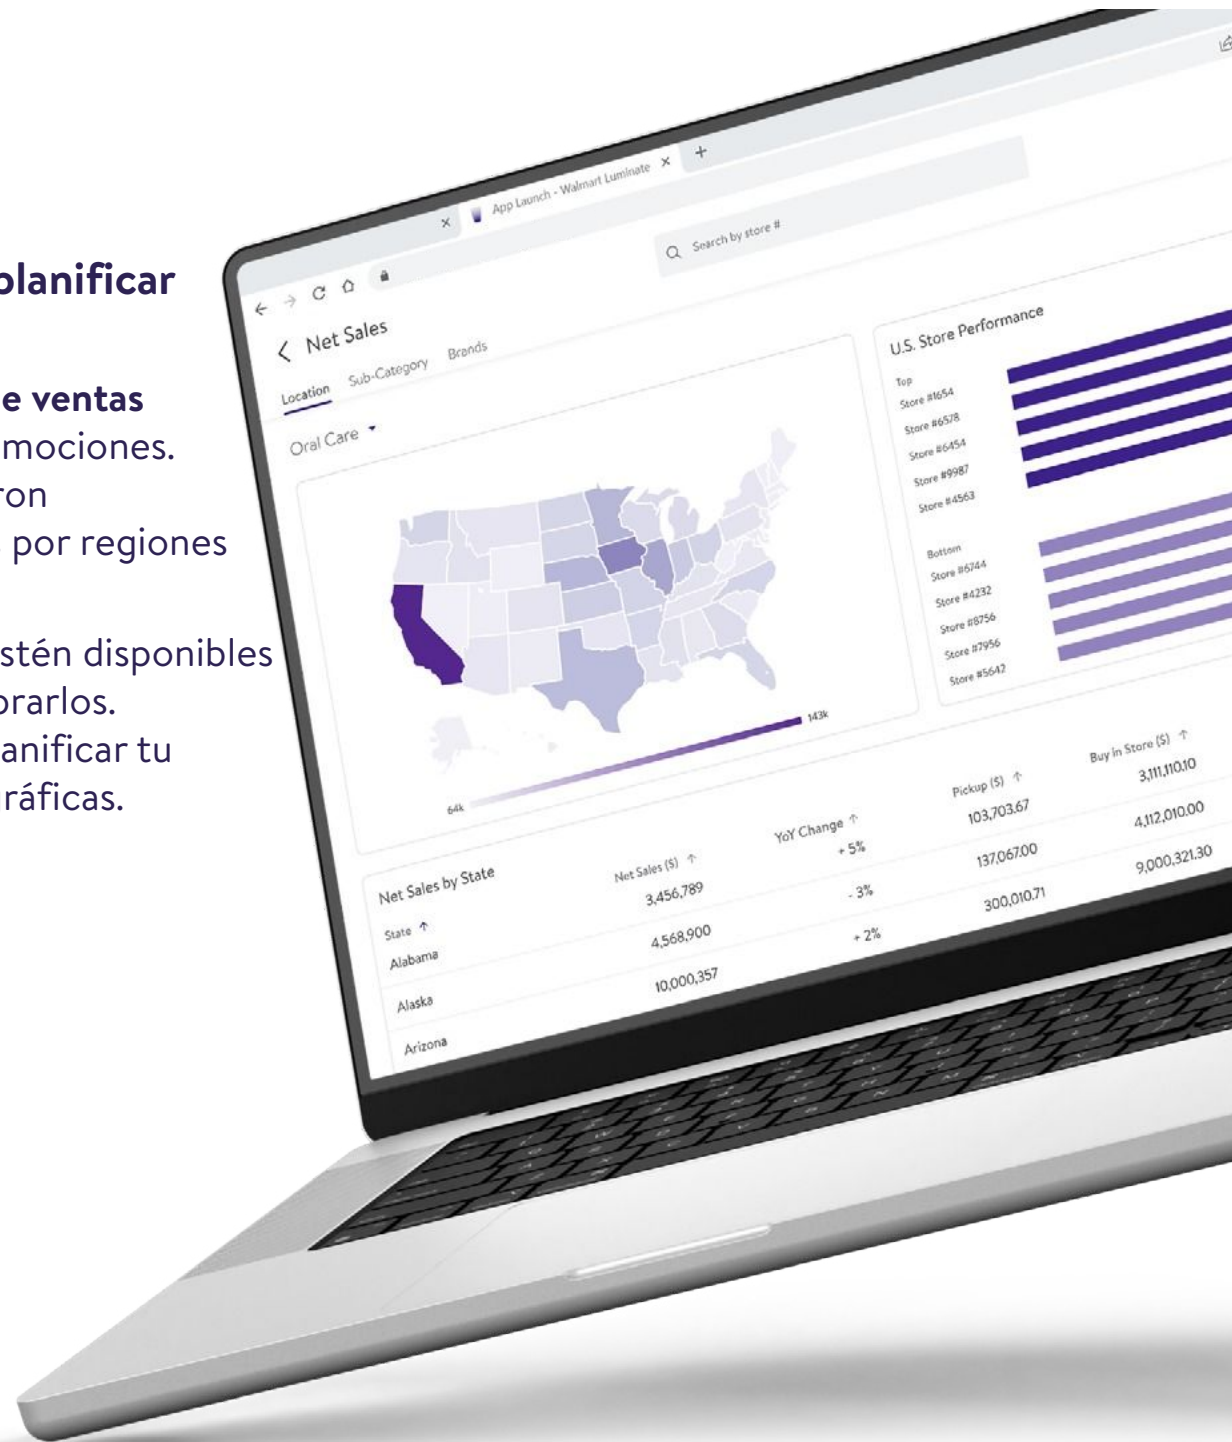 planificar
e ventas
mociones.
ron
por regiones
stén disponibles
prarlos.
anificar tu
ráficas.
App Launch - Walmart Luminate
Search by store #
Net Sales
Location Sub-Category Brands
Oral Care
64k 143k
U.S. Store Performance
Top
Store #1654
Store #6578
Store #6454
Store #9987
Store #4563
Bottom
Store #6744
Store #4232
Store #8756
Store #7956
Store #5642
Net Sales by State
State ↑ Net Sales ($) ↑ YoY Change ↑ Pickup ($) ↑ Buy in Store ($) ↑
Alabama 3,456,789 + 5% 103,703.67 3,111,110.10
Alaska 4,568,900 - 3% 137,067.00 4,112,010.00
Arizona 10,000,357 + 2% 300,010.71 9,000,321.30